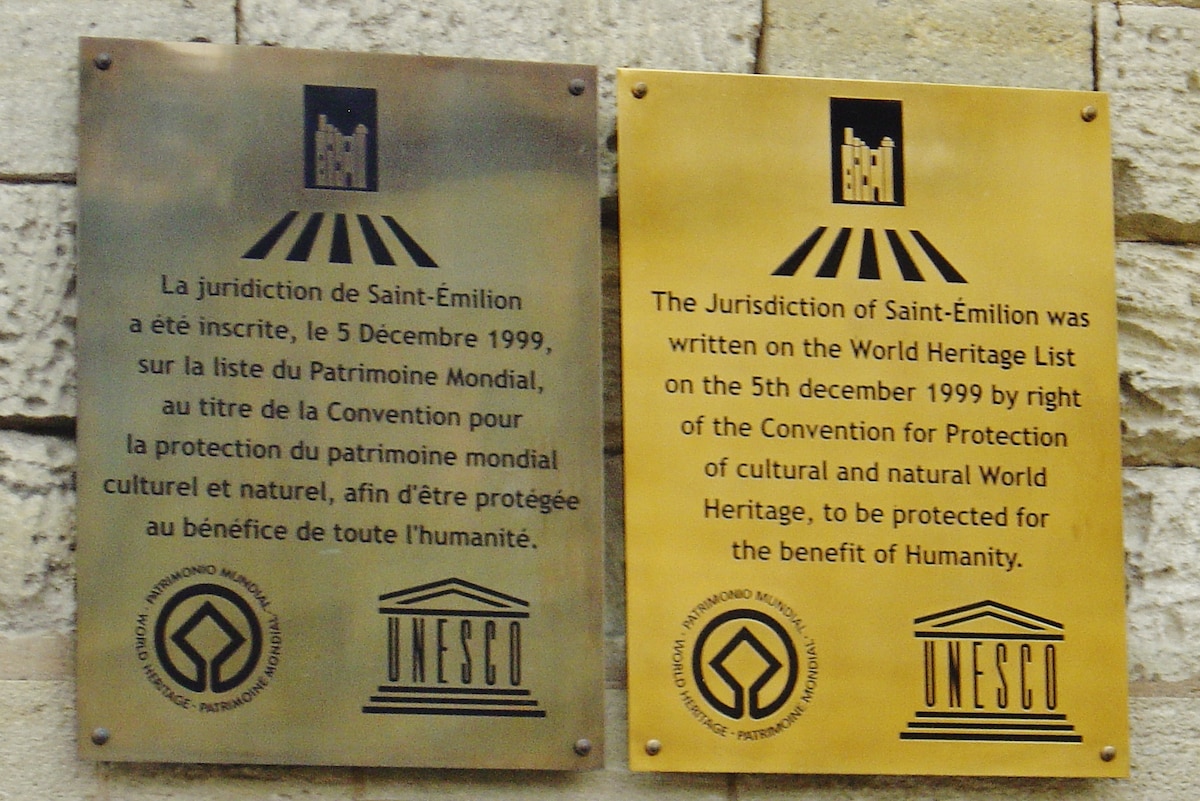 La juridiction de Saint-Émilion
a été inscrite, le 5 Décembre 1999,
sur la liste du Patrimoine Mondial,
au titre de la Convention pour
la protection du patrimoine mondial
culturel et naturel, afin d'être protégée
au bénéfice de toute l'humanité.
PATRIMONIO MUNDIAL · WORLD HERITAGE · PATRIMOINE MONDIAL ·
UNESCO
The Jurisdiction of Saint-Émilion was
written on the World Heritage List
on the 5th december 1999 by right
of the Convention for Protection
of cultural and natural World
Heritage, to be protected for
the benefit of Humanity.
PATRIMONIO MUNDIAL · WORLD HERITAGE · PATRIMOINE MONDIAL ·
UNESCO